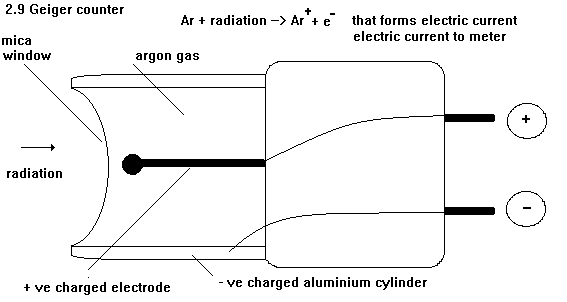 2.9 Geiger counter
Ar + radiation –> Ar+ + e- that forms electric current
electric current to meter
mica
window
argon gas
radiation
+
–
+ ve charged electrode
- ve charged aluminium cylinder